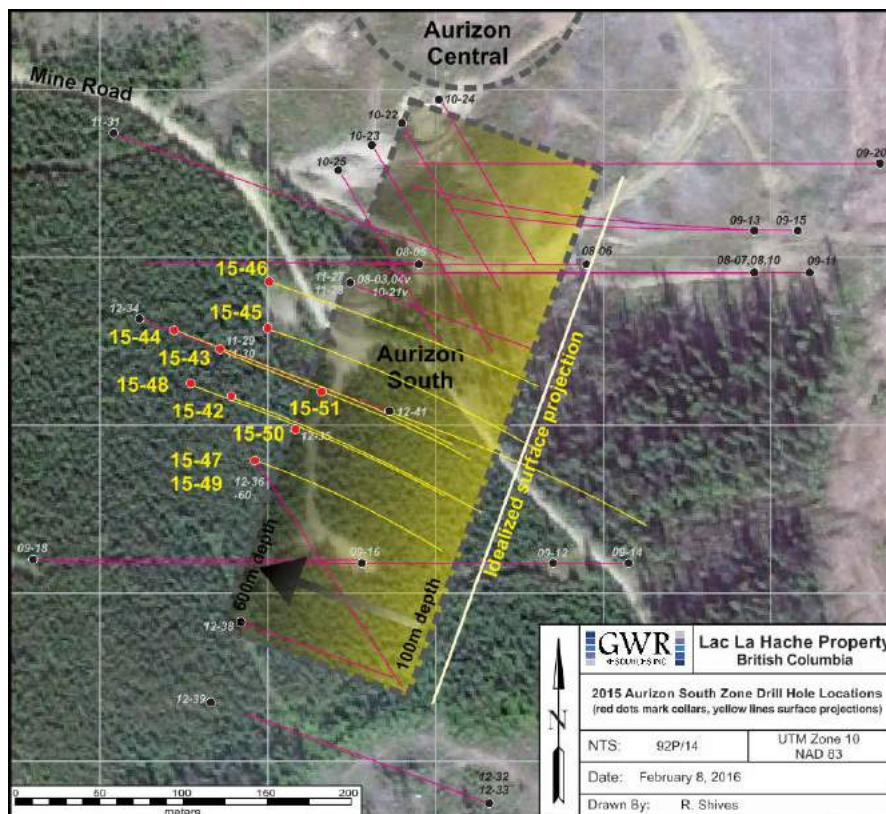 Aurizon
Central
Mine Road
10-24
10-22
11-31
10-23
10-25
09-20
09-13
09-15
08-05
08-06
08-07,08,10
09-11
15-46
11-27
11-28
08-03,04v
10-21v
12-34
15-45
15-44
11-29
11-30
15-43
Aurizon
South
15-48
15-42
15-51
12-41
15-50
12-35
15-47
15-49
12-36
-60
Idealized surface projection
09-18
09-16
09-12
09-14
600m depth
100m depth
12-38
12-39
12-32
12-33
0 50 100 150 200
meters
N
GWR
RESOURCES INC.
Lac La Hache Property
British Columbia
2015 Aurizon South Zone Drill Hole Locations
(red dots mark collars, yellow lines surface projections)
NTS: 92P/14
UTM Zone 10
NAD 83
Date: February 8, 2016
Drawn By: R. Shives